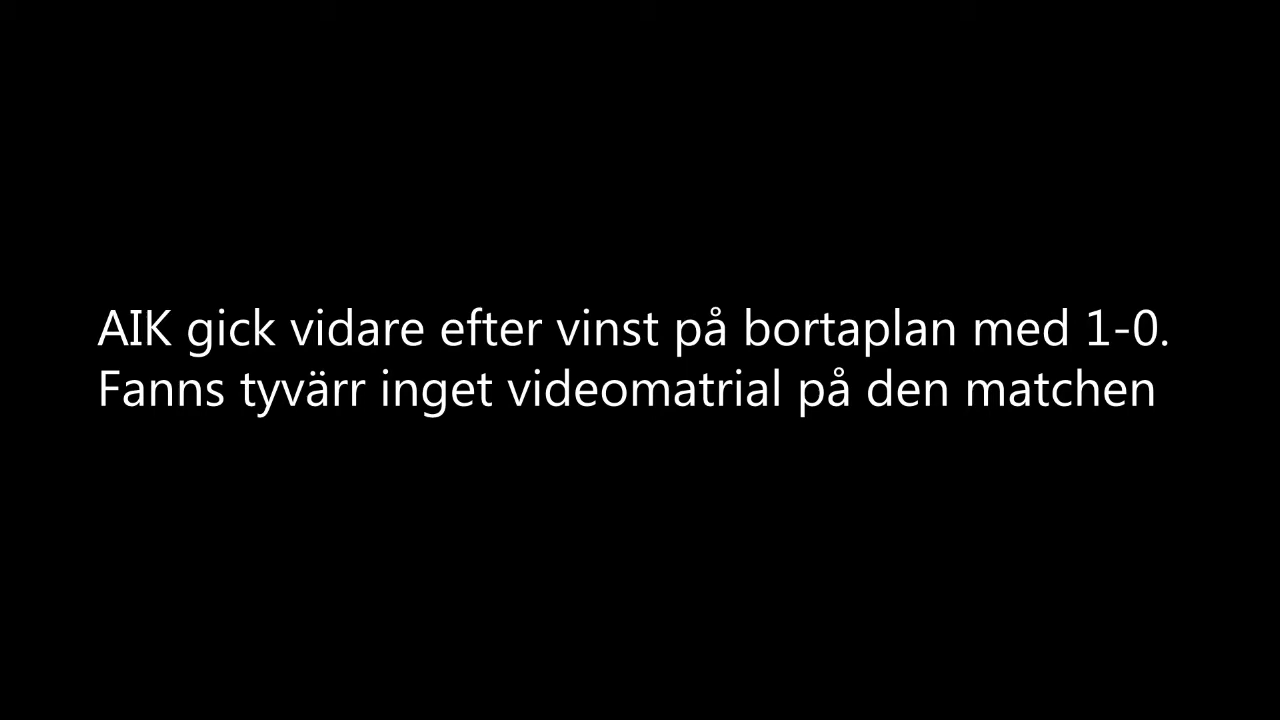 AIK gick vidare efter vinst på bortaplan med 1-0.
Fanns tyvärr inget videomatrial på den matchen